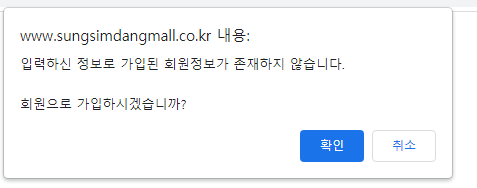 www.sungsimdangmall.co.kr 내용:
입력하신 정보로 가입된 회원정보가 존재하지 않습니다.
회원으로 가입하시겠습니까?
확인
취소